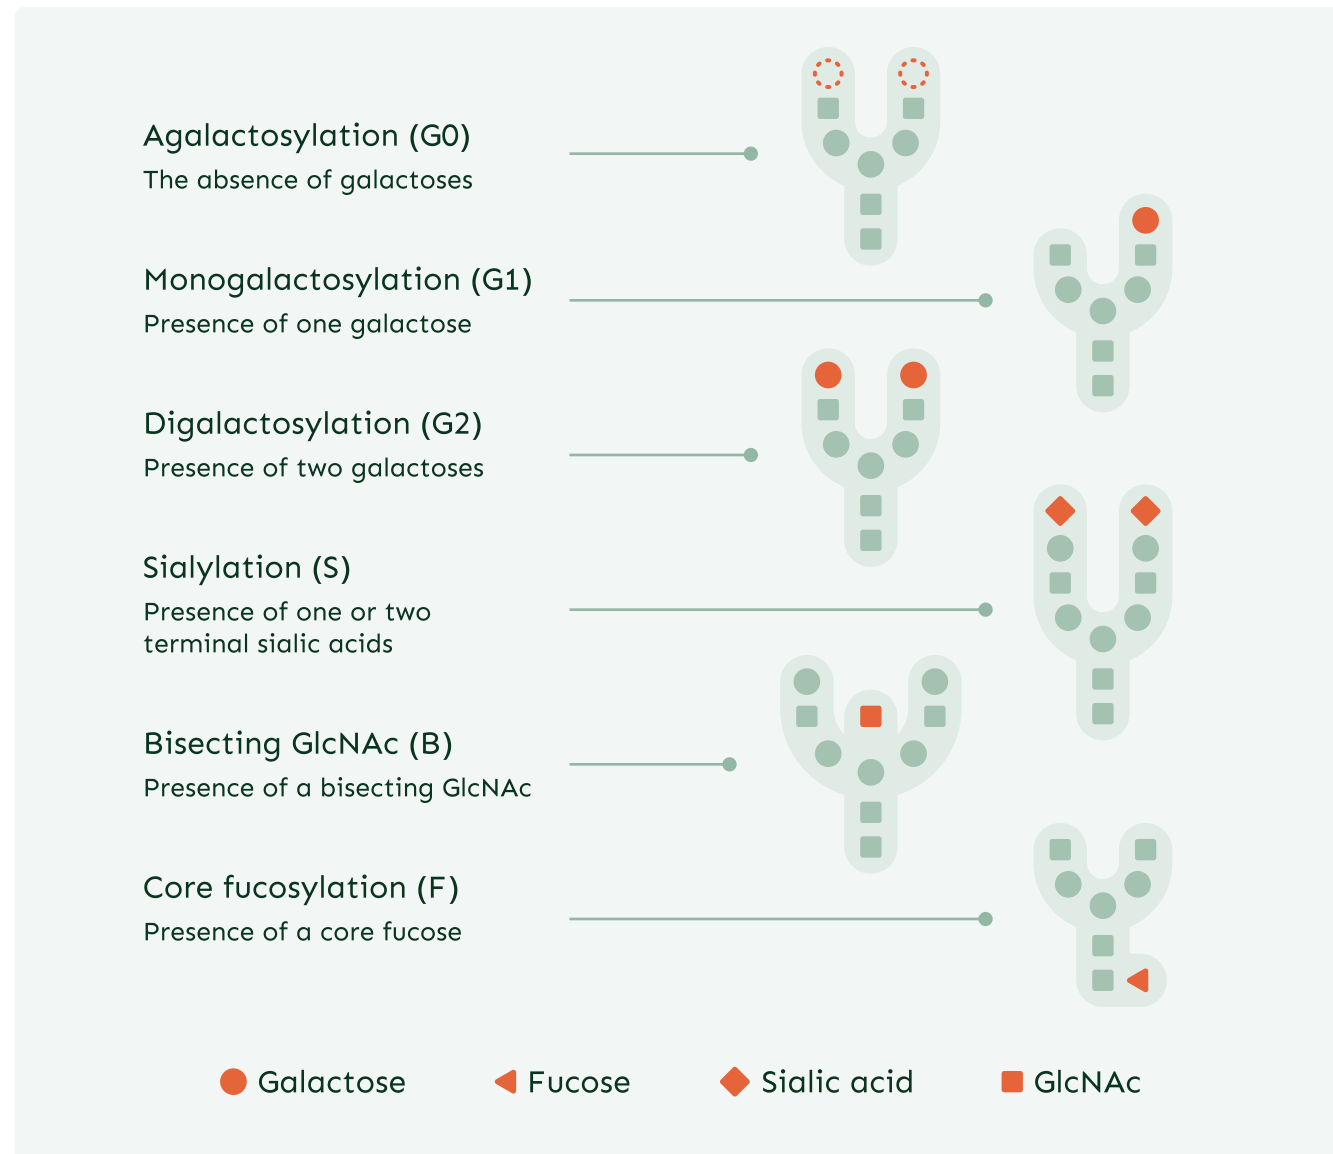 Agalactosylation (G0)
The absence of galactoses
Monogalactosylation (G1)
Presence of one galactose
Digalactosylation (G2)
Presence of two galactoses
Sialylation (S)
Presence of one or two
terminal sialic acids
Bisecting GlcNAc (B)
Presence of a bisecting GlcNAc
Core fucosylation (F)
Presence of a core fucose
Galactose Fucose Sialic acid GlcNAc